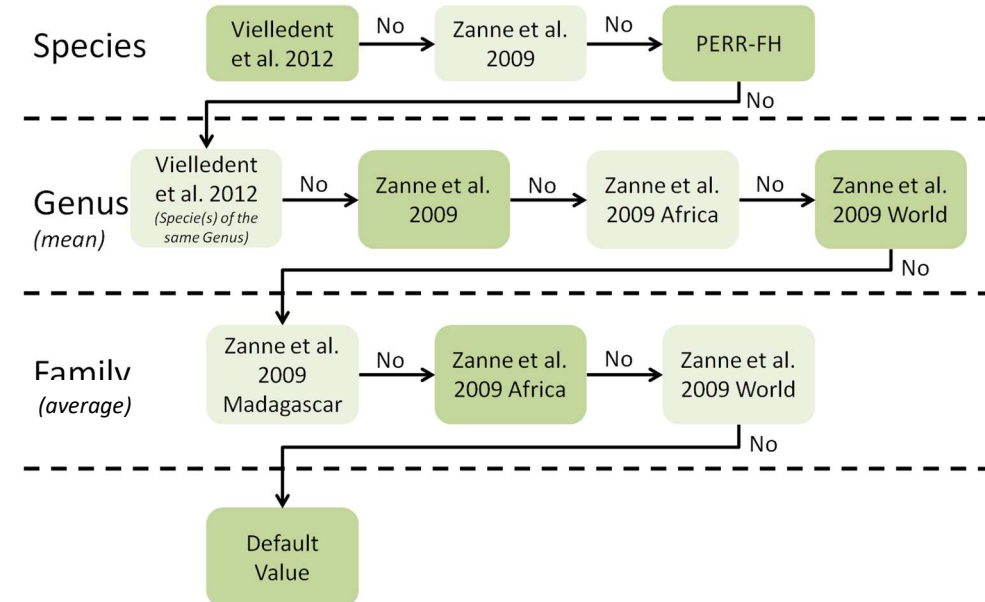 Species
Vielledent
et al. 2012
No
Zanne et al.
2009
No
PERR-FH
No
Genus
(mean)
Vielledent
et al. 2012
(Specie(s) of the
same Genus)
No
Zanne et al.
2009
No
Zanne et al.
2009 Africa
No
Zanne et al.
2009 World
No
Family
(average)
Zanne et al.
2009
Madagascar
No
Zanne et al.
2009 Africa
No
Zanne et al.
2009 World
No
Default
Value